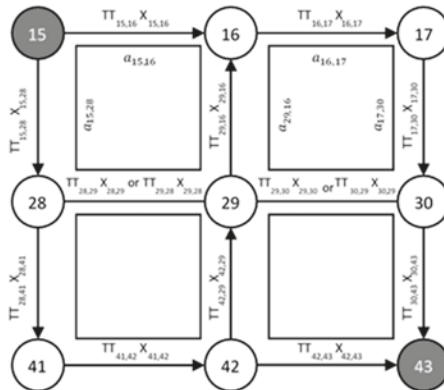 15 TT₁₅,₁₆ X₁₅,₁₆ 16 TT₁₆,₁₇ X₁₆,₁₇ 17
a₁₅,₁₆ a₁₆,₁₇
TT₁₅,₂₈ X₁₅,₂₈ a₁₅,₂₈ TT₂₉,₁₆ X₂₉,₁₆ a₂₉,₁₆ a₁₇,₃₀ TT₁₇,₃₀ X₁₇,₃₀
28 TT₂₈,₂₉ X₂₈,₂₉ or TT₂₉,₂₈ X₂₉,₂₈ 29 TT₂₉,₃₀ X₂₉,₃₀ or TT₃₀,₂₉ X₃₀,₂₉ 30
TT₂₈,₄₁ X₂₈,₄₁ TT₄₂,₂₉ X₄₂,₂₉ TT₃₀,₄₃ X₃₀,₄₃
41 TT₄₁,₄₂ X₄₁,₄₂ 42 TT₄₂,₄₃ X₄₂,₄₃ 43